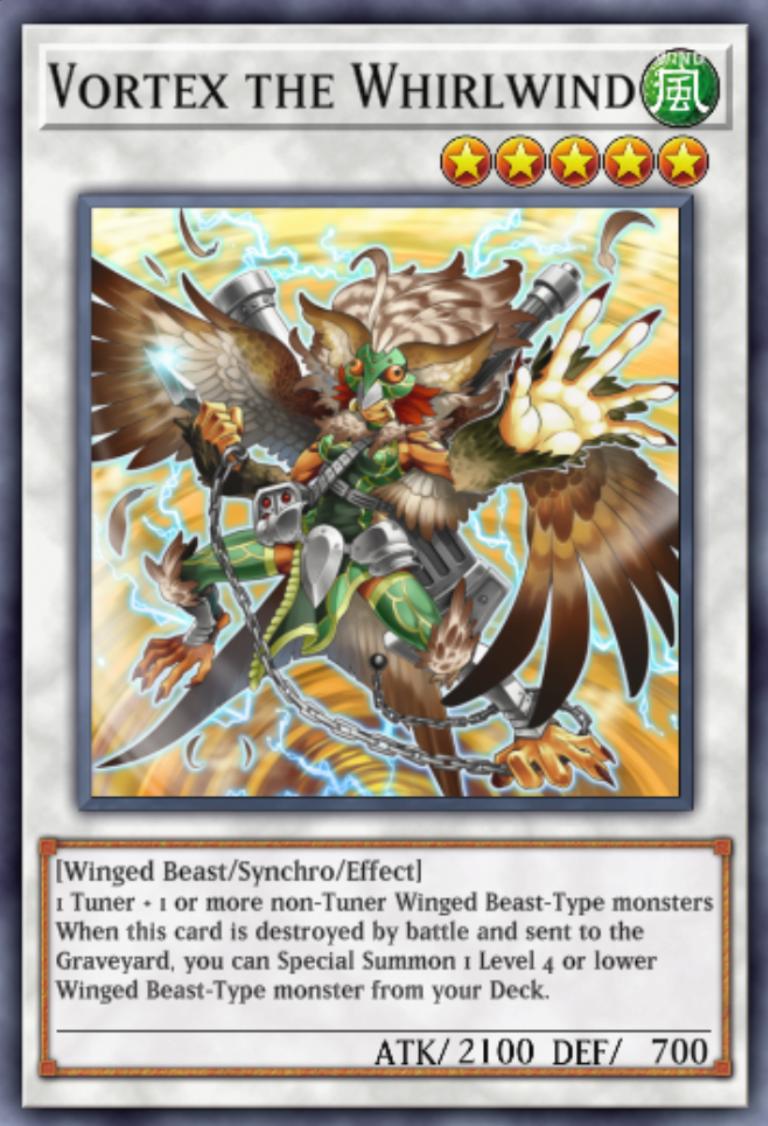 Vortex the Whirlwind
WIND
風
[Winged Beast/Synchro/Effect]
1 Tuner + 1 or more non-Tuner Winged Beast-Type monsters
When this card is destroyed by battle and sent to the
Graveyard, you can Special Summon 1 Level 4 or lower
Winged Beast-Type monster from your Deck.
ATK/ 2100 DEF/ 700